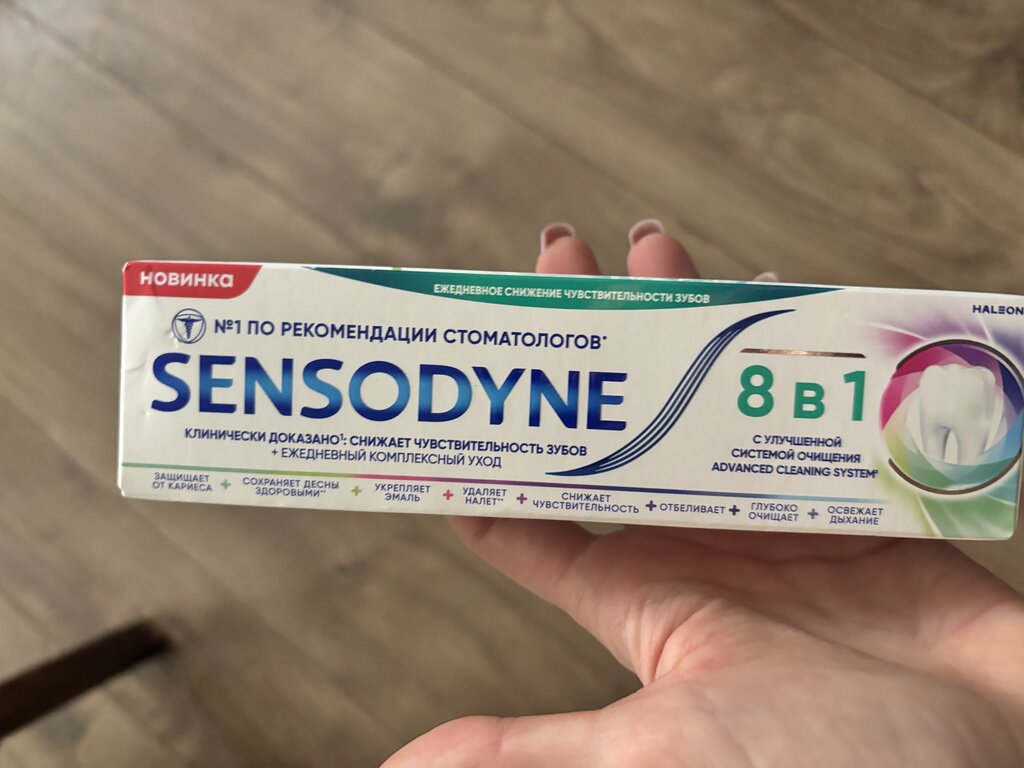 НОВИНКА
ЕЖЕДНЕВНОЕ СНИЖЕНИЕ ЧУВСТВИТЕЛЬНОСТИ ЗУБОВ
HALEON
№1 ПО РЕКОМЕНДАЦИИ СТОМАТОЛОГОВ*
SENSODYNE
КЛИНИЧЕСКИ ДОКАЗАНО¹: СНИЖАЕТ ЧУВСТВИТЕЛЬНОСТЬ ЗУБОВ
+ ЕЖЕДНЕВНЫЙ КОМПЛЕКСНЫЙ УХОД
8 В 1
С УЛУЧШЕННОЙ
СИСТЕМОЙ ОЧИЩЕНИЯ
ADVANCED CLEANING SYSTEM*
ЗАЩИЩАЕТ
ОТ КАРИЕСА +
СОХРАНЯЕТ ДЕСНЫ
ЗДОРОВЫМИ** +
УКРЕПЛЯЕТ
ЭМАЛЬ +
УДАЛЯЕТ
НАЛЕТ** +
СНИЖАЕТ
ЧУВСТВИТЕЛЬНОСТЬ +
ОТБЕЛИВАЕТ +
ГЛУБОКО
ОЧИЩАЕТ +
ОСВЕЖАЕТ
ДЫХАНИЕ